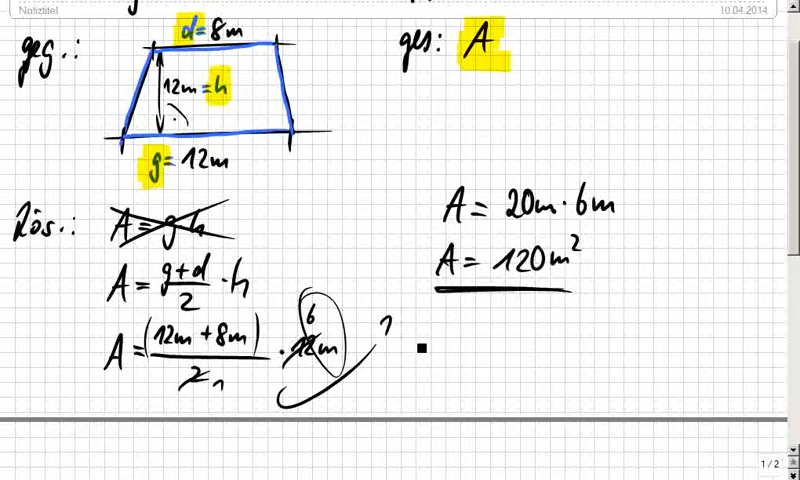 Notiztitel
10.04.2014
geg.:
d=8m
ges: A
12m=h
g=12m
Lös.:
A=g·h
A=g+d/2·h
A=(12m+8m)/2 1·12m 6
A=20m·6m
A=120m²
1/2